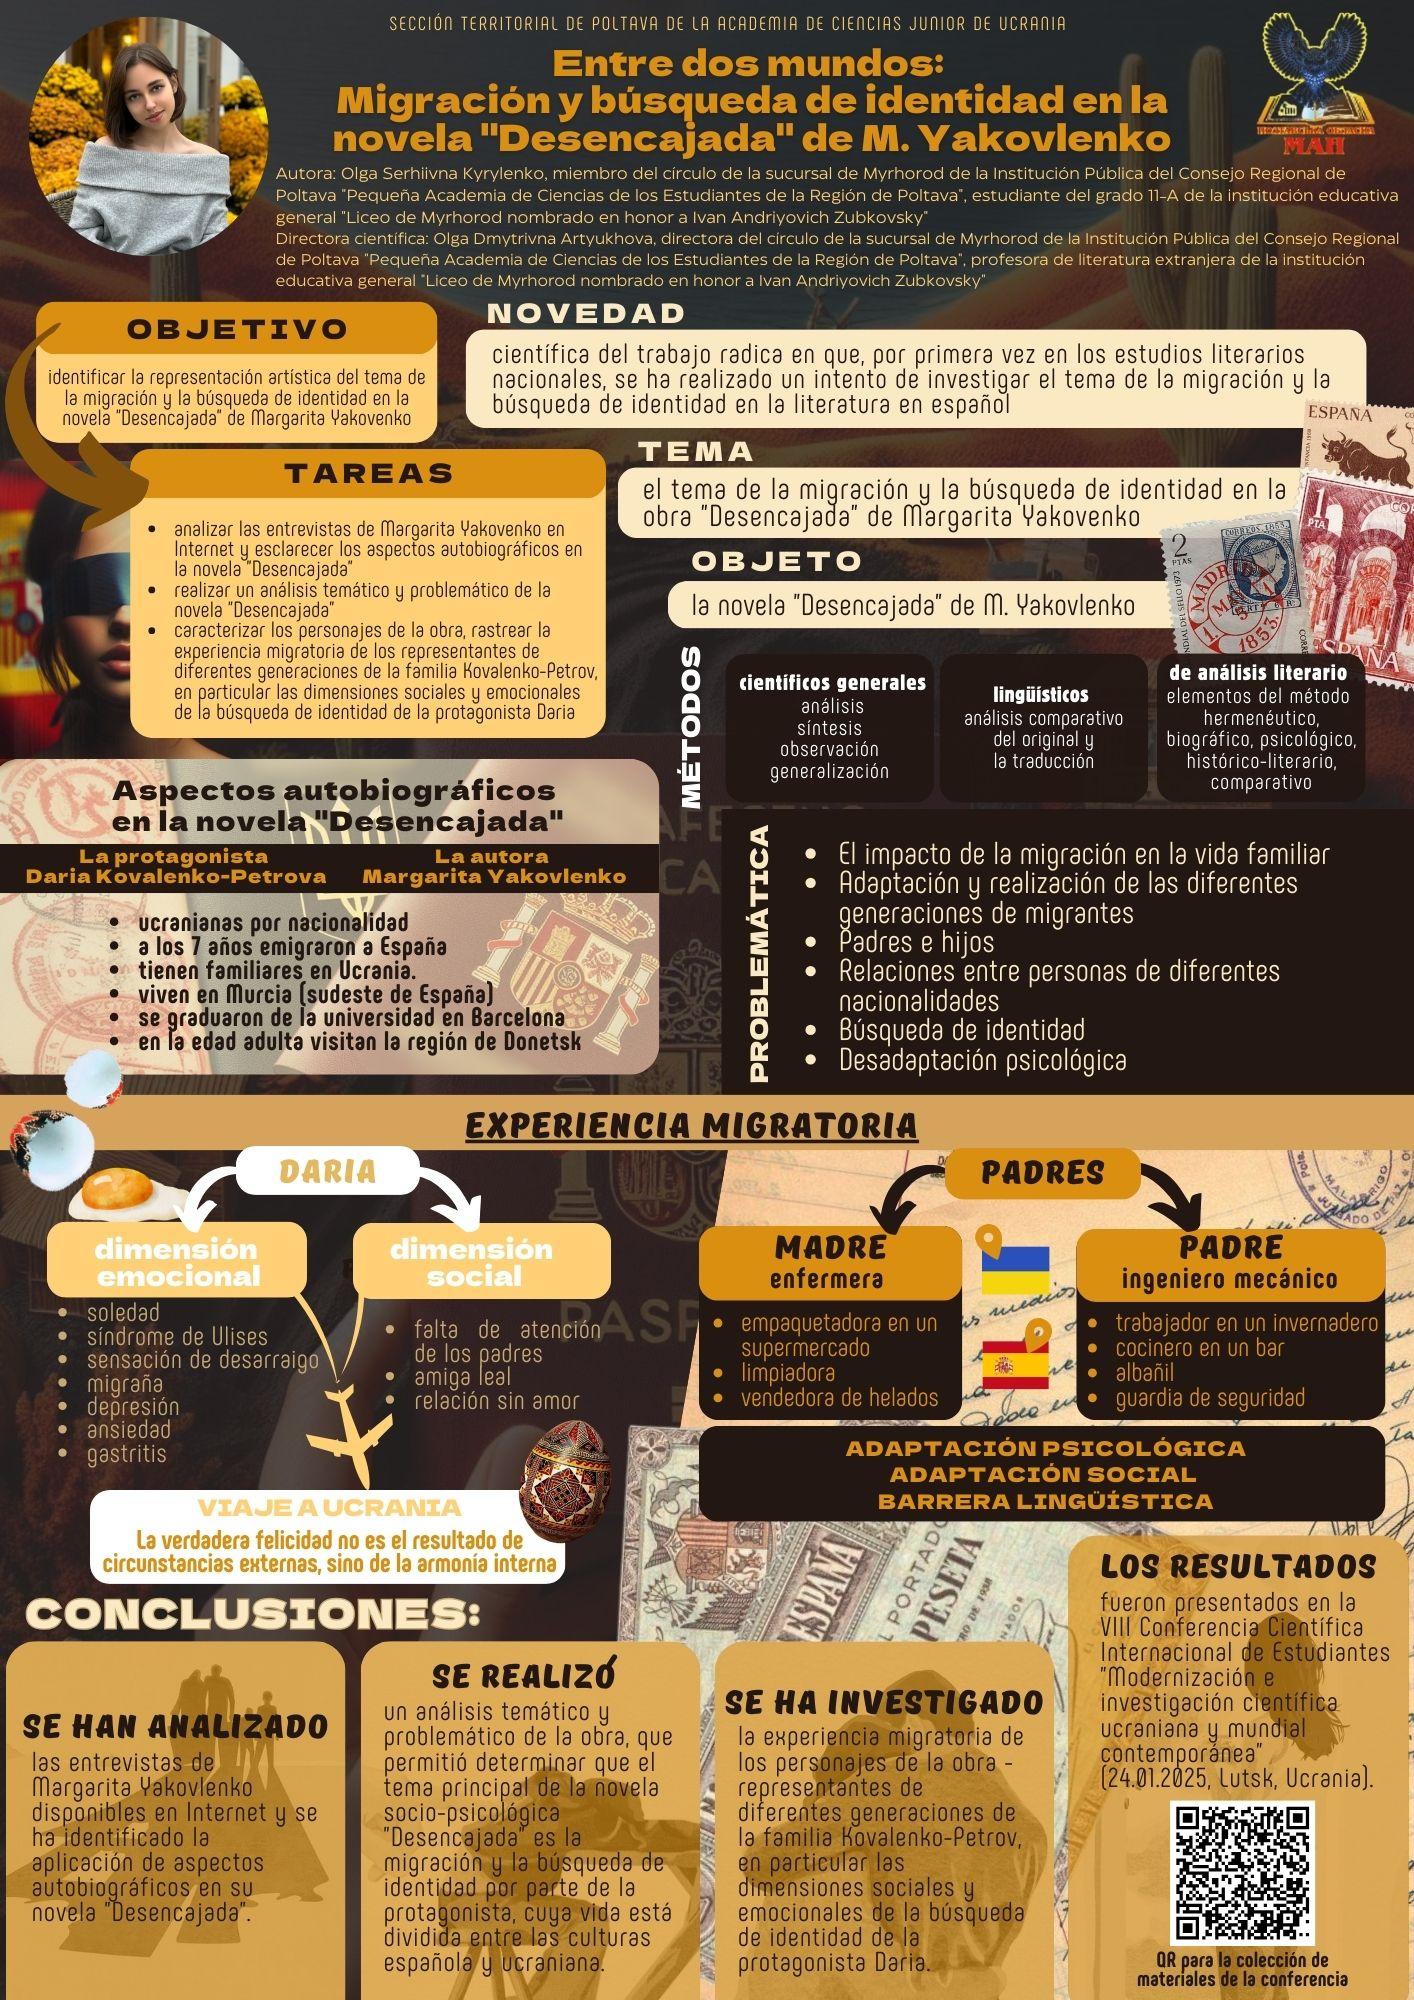 SECCIÓN TERRITORIAL DE POLTAVA DE LA ACADEMIA DE CIENCIAS JUNIOR DE UCRANIA
Entre dos mundos:
Migración y búsqueda de identidad en la
novela "Desencajada" de M. Yakovlenko
МАН
Autora: Olga Serhiivna Kyrylenko, miembro del círculo de la sucursal de Myrhorod de la Institución Pública del Consejo Regional de
Poltava "Pequeña Academia de Ciencias de los Estudiantes de la Región de Poltava", estudiante del grado 11-A de la institución educativa
general "Liceo de Myrhorod nombrado en honor a Ivan Andriyovich Zubkovsky"
Directora científica: Olga Dmytrivna Artyukhova, directora del círculo de la sucursal de Myrhorod de la Institución Pública del Consejo Regional
de Poltava "Pequeña Academia de Ciencias de los Estudiantes de la Región de Poltava", profesora de literatura extranjera de la institución
educativa general "Liceo de Myrhorod nombrado en honor a Ivan Andriyovich Zubkovsky"
OBJETIVO
identificar la representación artística del tema de
la migración y la búsqueda de identidad en la
novela "Desencajada" de Margarita Yakovenko
NOVEDAD
científica del trabajo radica en que, por primera vez en los estudios literarios
nacionales, se ha realizado un intento de investigar el tema de la migración y la
búsqueda de identidad en la literatura en español
TAREAS
• analizar las entrevistas de Margarita Yakovenko en
Internet y esclarecer los aspectos autobiográficos en
la novela "Desencajada"
• realizar un análisis temático y problemático de la
novela "Desencajada"
• caracterizar los personajes de la obra, rastrear la
experiencia migratoria de los representantes de
diferentes generaciones de la familia Kovalenko-Petrov,
en particular las dimensiones sociales y emocionales
de la búsqueda de identidad de la protagonista Daria
TEMA
el tema de la migración y la búsqueda de identidad en la
obra "Desencajada" de Margarita Yakovenko
OBJETO
la novela "Desencajada" de M. Yakovlenko
ESPAÑA
1
PTA
2
PTAS
CORREOS. 1853.
MADRID
1853
ESPAÑA
MÉTODOS
científicos generales
análisis
síntesis
observación
generalización
lingüísticos
análisis comparativo
del original y
la traducción
de análisis literario
elementos del método
hermenéutico,
biográfico, psicológico,
histórico-literario,
comparativo
Aspectos autobiográficos
en la novela "Desencajada"
La protagonista
Daria Kovalenko-Petrova
La autora
Margarita Yakovlenko
• ucranianas por nacionalidad
• a los 7 años emigraron a España
• tienen familiares en Ucrania.
• viven en Murcia (sudeste de España)
• se graduaron de la universidad en Barcelona
• en la edad adulta visitan la región de Donetsk
PROBLEMÁTICA
• El impacto de la migración en la vida familiar
• Adaptación y realización de las diferentes
generaciones de migrantes
• Padres e hijos
• Relaciones entre personas de diferentes
nacionalidades
• Búsqueda de identidad
• Desadaptación psicológica
EXPERIENCIA MIGRATORIA
DARIA
dimensión
emocional
• soledad
• síndrome de Ulises
• sensación de desarraigo
• migraña
• depresión
• ansiedad
• gastritis
dimensión
social
• falta de atención
de los padres
• amiga leal
• relación sin amor
VIAJE A UCRANIA
La verdadera felicidad no es el resultado de
circunstancias externas, sino de la armonía interna
PADRES
MADRE
enfermera
• empaquetadora en un
supermercado
• limpiadora
• vendedora de helados
PADRE
ingeniero mecánico
• trabajador en un invernadero
• cocinero en un bar
• albañil
• guardia de seguridad
ADAPTACIÓN PSICOLÓGICA
ADAPTACIÓN SOCIAL
BARRERA LINGÜÍSTICA
ESPAÑA
PESETA
CONCLUSIONES:
SE HAN ANALIZADO
las entrevistas de
Margarita Yakovlenko
disponibles en Internet y se
ha identificado la
aplicación de aspectos
autobiográficos en su
novela "Desencajada".
SE REALIZÓ
un análisis temático y
problemático de la obra, que
permitió determinar que el
tema principal de la novela
socio-psicológica
"Desencajada" es la
migración y la búsqueda de
identidad por parte de la
protagonista, cuya vida está
dividida entre las culturas
española y ucraniana.
SE HA INVESTIGADO
la experiencia migratoria de
los personajes de la obra -
representantes de
diferentes generaciones de
la familia Kovalenko-Petrov,
en particular las
dimensiones sociales y
emocionales de la búsqueda
de identidad de la
protagonista Daria.
LOS RESULTADOS
fueron presentados en la
VIII Conferencia Científica
Internacional de Estudiantes
"Modernización e
investigación científica
ucraniana y mundial
contemporánea"
(24.01.2025, Lutsk, Ucrania).
QR para la colección de
materiales de la conferencia